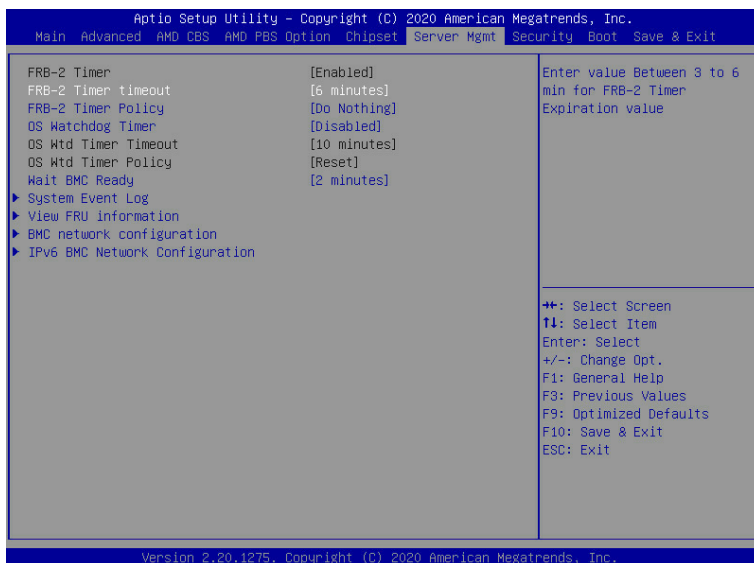 Aptio Setup Utility – Copyright (C) 2020 American Megatrends, Inc.
Main Advanced AMD CBS AMD PBS Option Chipset Server Mgmt Security Boot Save & Exit
FRB-2 Timer [Enabled]
FRB-2 Timer timeout [6 minutes]
FRB-2 Timer Policy [Do Nothing]
OS Watchdog Timer [Disabled]
OS Wtd Timer Timeout [10 minutes]
OS Wtd Timer Policy [Reset]
Wait BMC Ready [2 minutes]
System Event Log
View FRU information
BMC network configuration
IPv6 BMC Network Configuration
Enter value Between 3 to 6
min for FRB-2 Timer
Expiration value
→←: Select Screen
↑↓: Select Item
Enter: Select
+/-: Change Opt.
F1: General Help
F3: Previous Values
F9: Optimized Defaults
F10: Save & Exit
ESC: Exit
Version 2.20.1275. Copyright (C) 2020 American Megatrends, Inc.